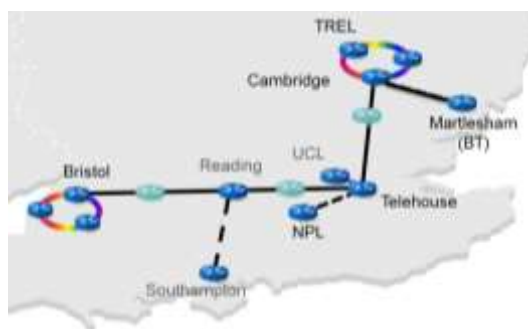 TREL
Cambridge
Martlesham
(BT)
UCL
Reading
Bristol
Telehouse
NPL
Southampton